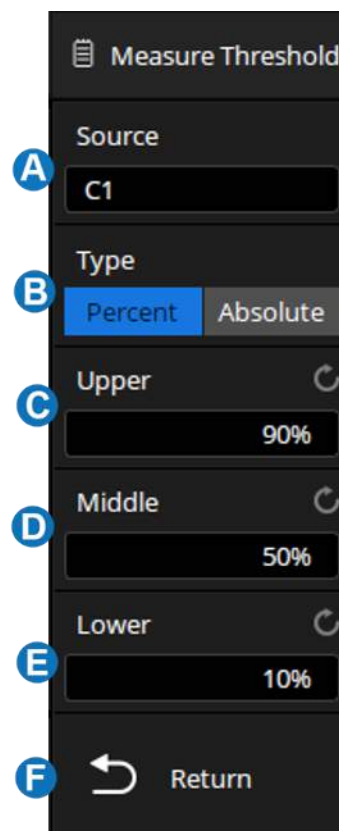 Measure Threshold
Source
A
C1
Type
B
Percent Absolute
Upper
C
90%
Middle
D
50%
Lower
E
10%
F Return